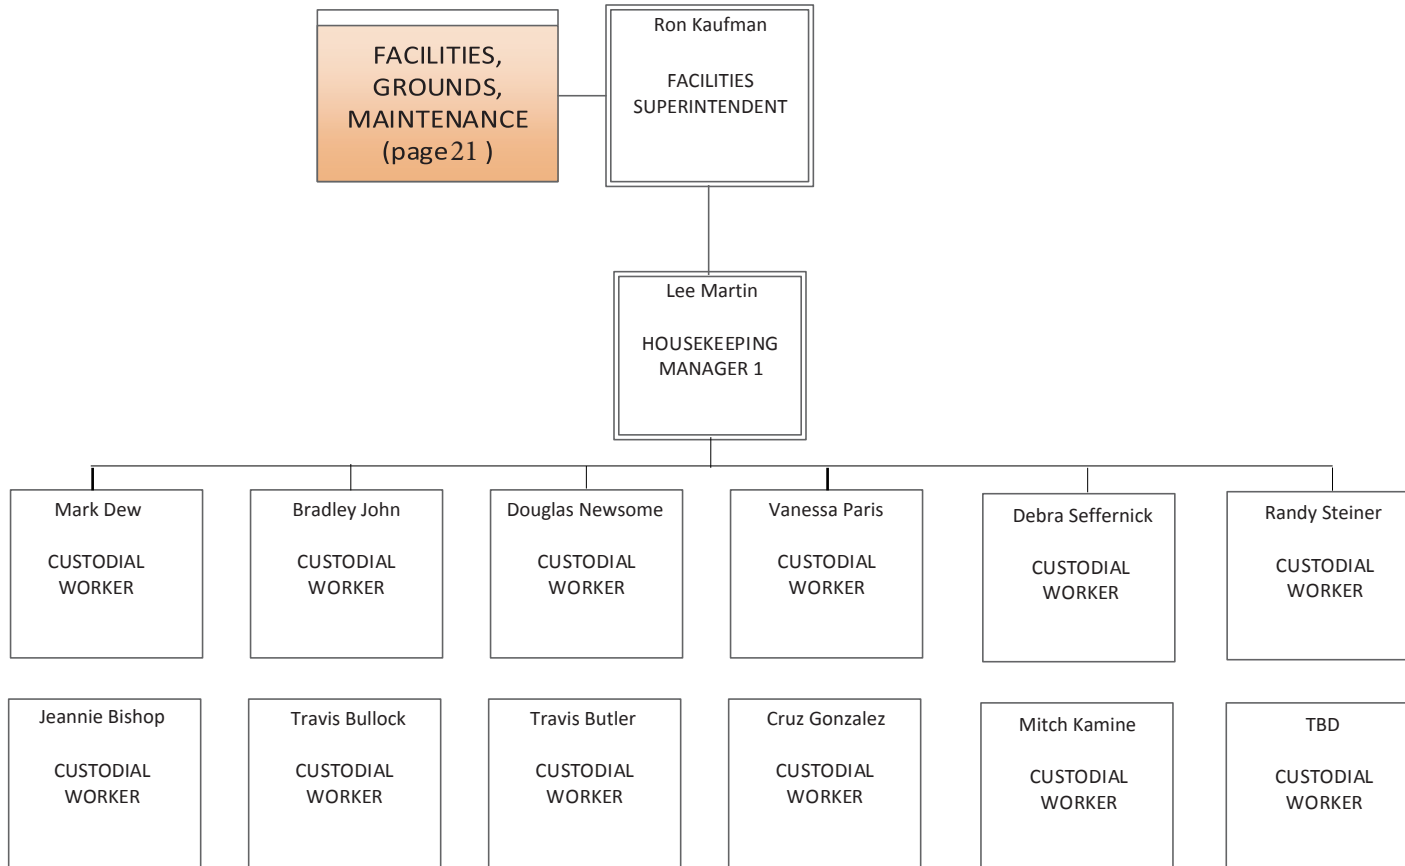 FACILITIES,
GROUNDS,
MAINTENANCE
(page 21 )
Ron Kaufman
FACILITIES
SUPERINTENDENT
Lee Martin
HOUSEKEEPING
MANAGER 1
Mark Dew
CUSTODIAL
WORKER
Bradley John
CUSTODIAL
WORKER
Douglas Newsome
CUSTODIAL
WORKER
Vanessa Paris
CUSTODIAL
WORKER
Debra Seffernick
CUSTODIAL
WORKER
Randy Steiner
CUSTODIAL
WORKER
Jeannie Bishop
CUSTODIAL
WORKER
Travis Bullock
CUSTODIAL
WORKER
Travis Butler
CUSTODIAL
WORKER
Cruz Gonzalez
CUSTODIAL
WORKER
Mitch Kamine
CUSTODIAL
WORKER
TBD
CUSTODIAL
WORKER